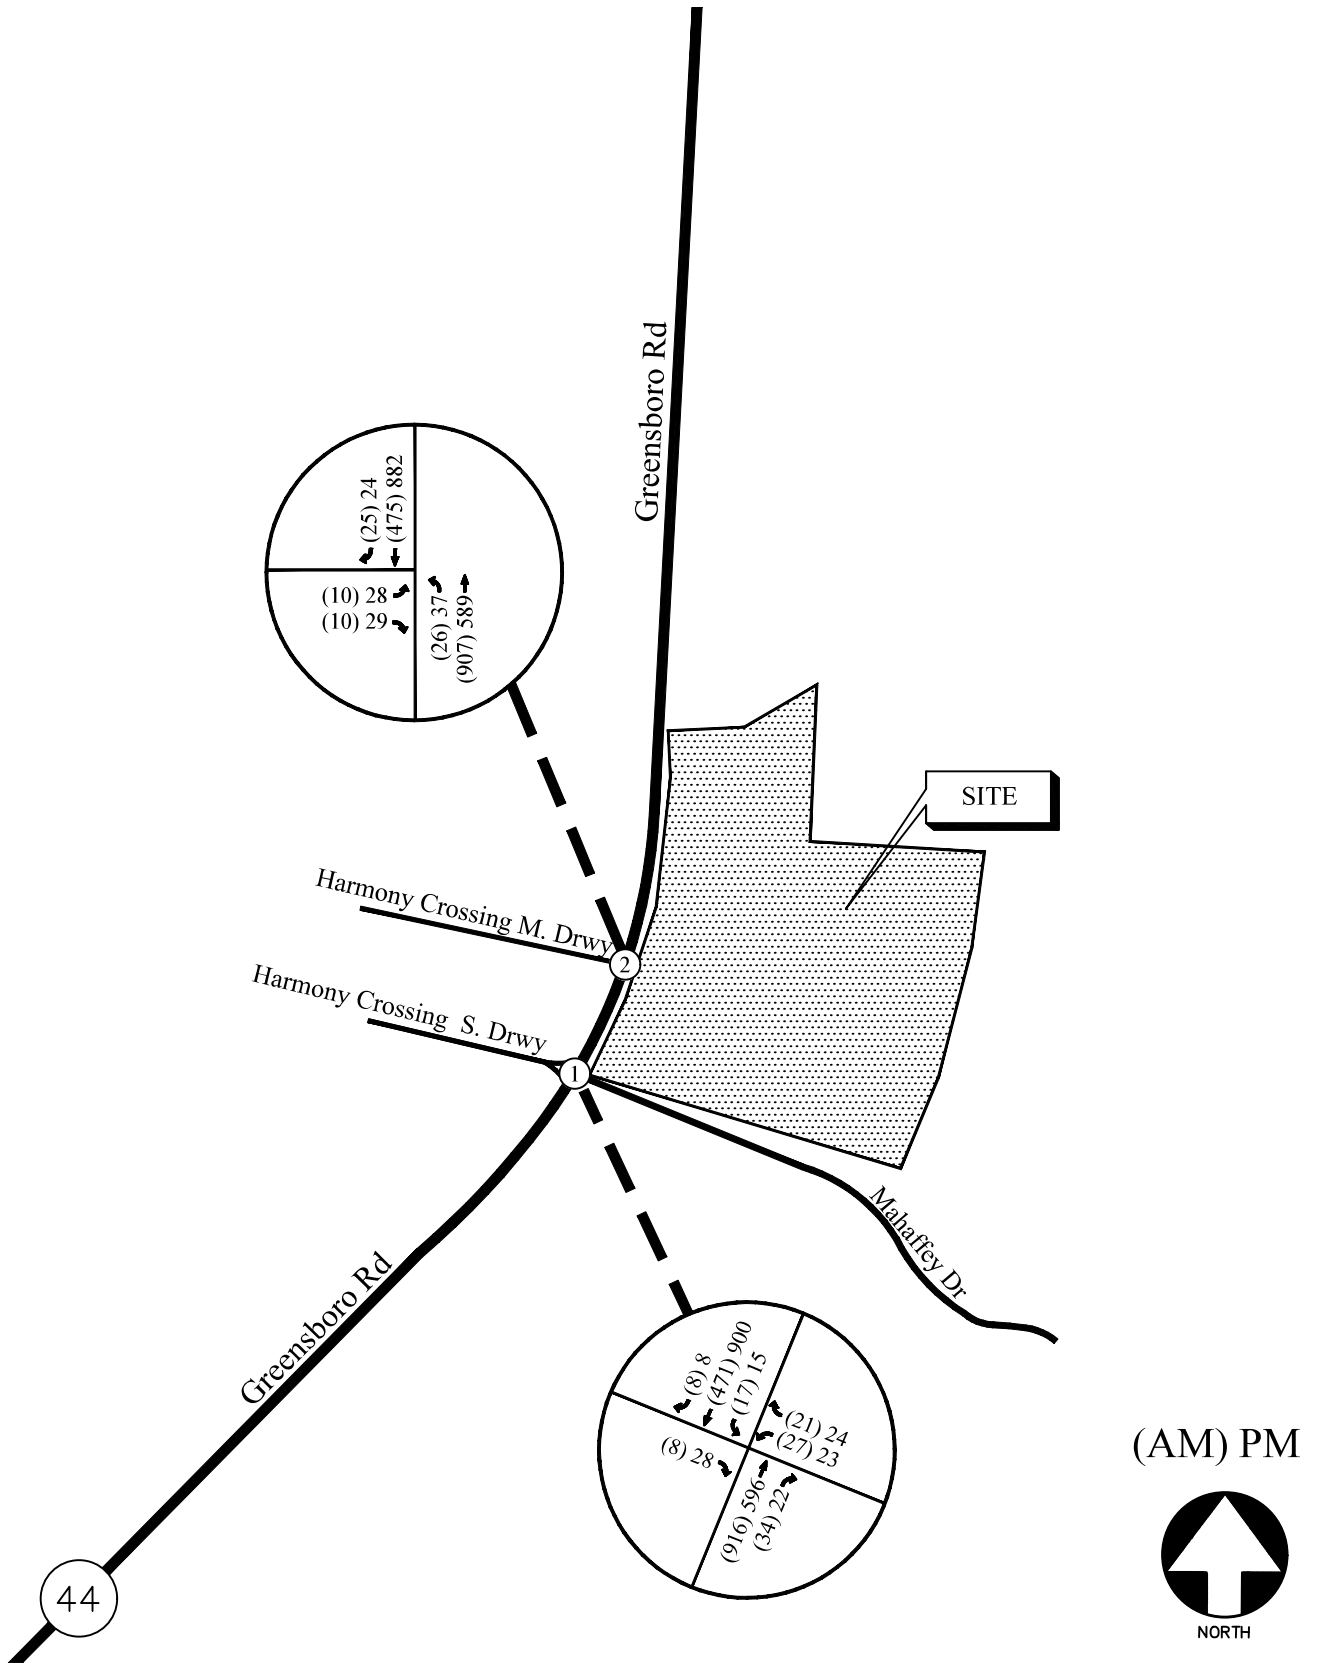 Greensboro Rd
(25) 24
(475) 882
(10) 28
(10) 29
(26) 37
(907) 589
SITE
Harmony Crossing M. Drwy
2
Harmony Crossing S. Drwy
1
Mahaffey Dr
Greensboro Rd
(8) 8
(471) 900
(17) 15
(21) 24
(27) 23
(8) 28
(916) 596
(34) 22
(AM) PM
44
NORTH